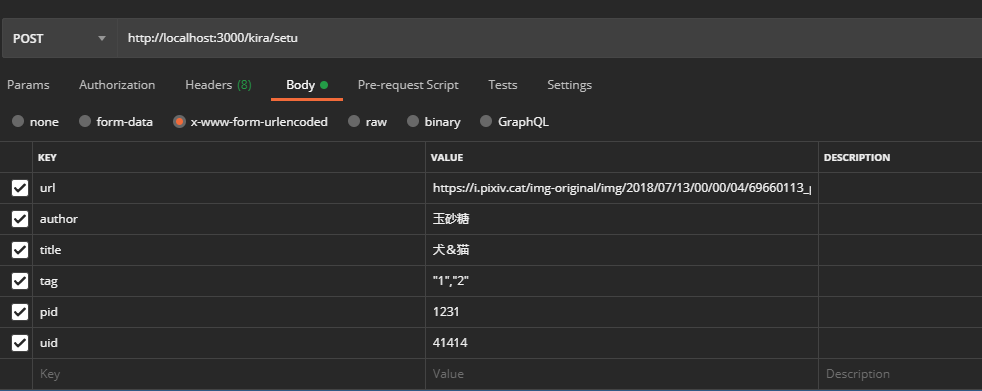 POST http://localhost:3000/kira/setu
Params Authorization Headers (8) Body Pre-request Script Tests Settings
none form-data x-www-form-urlencoded raw binary GraphQL
KEY VALUE DESCRIPTION
url https://i.pixiv.cat/img-original/img/2018/07/13/00/00/04/69660113_p
author 玉砂糖
title 犬&猫
tag "1","2"
pid 1231
uid 41414
Key Value Description